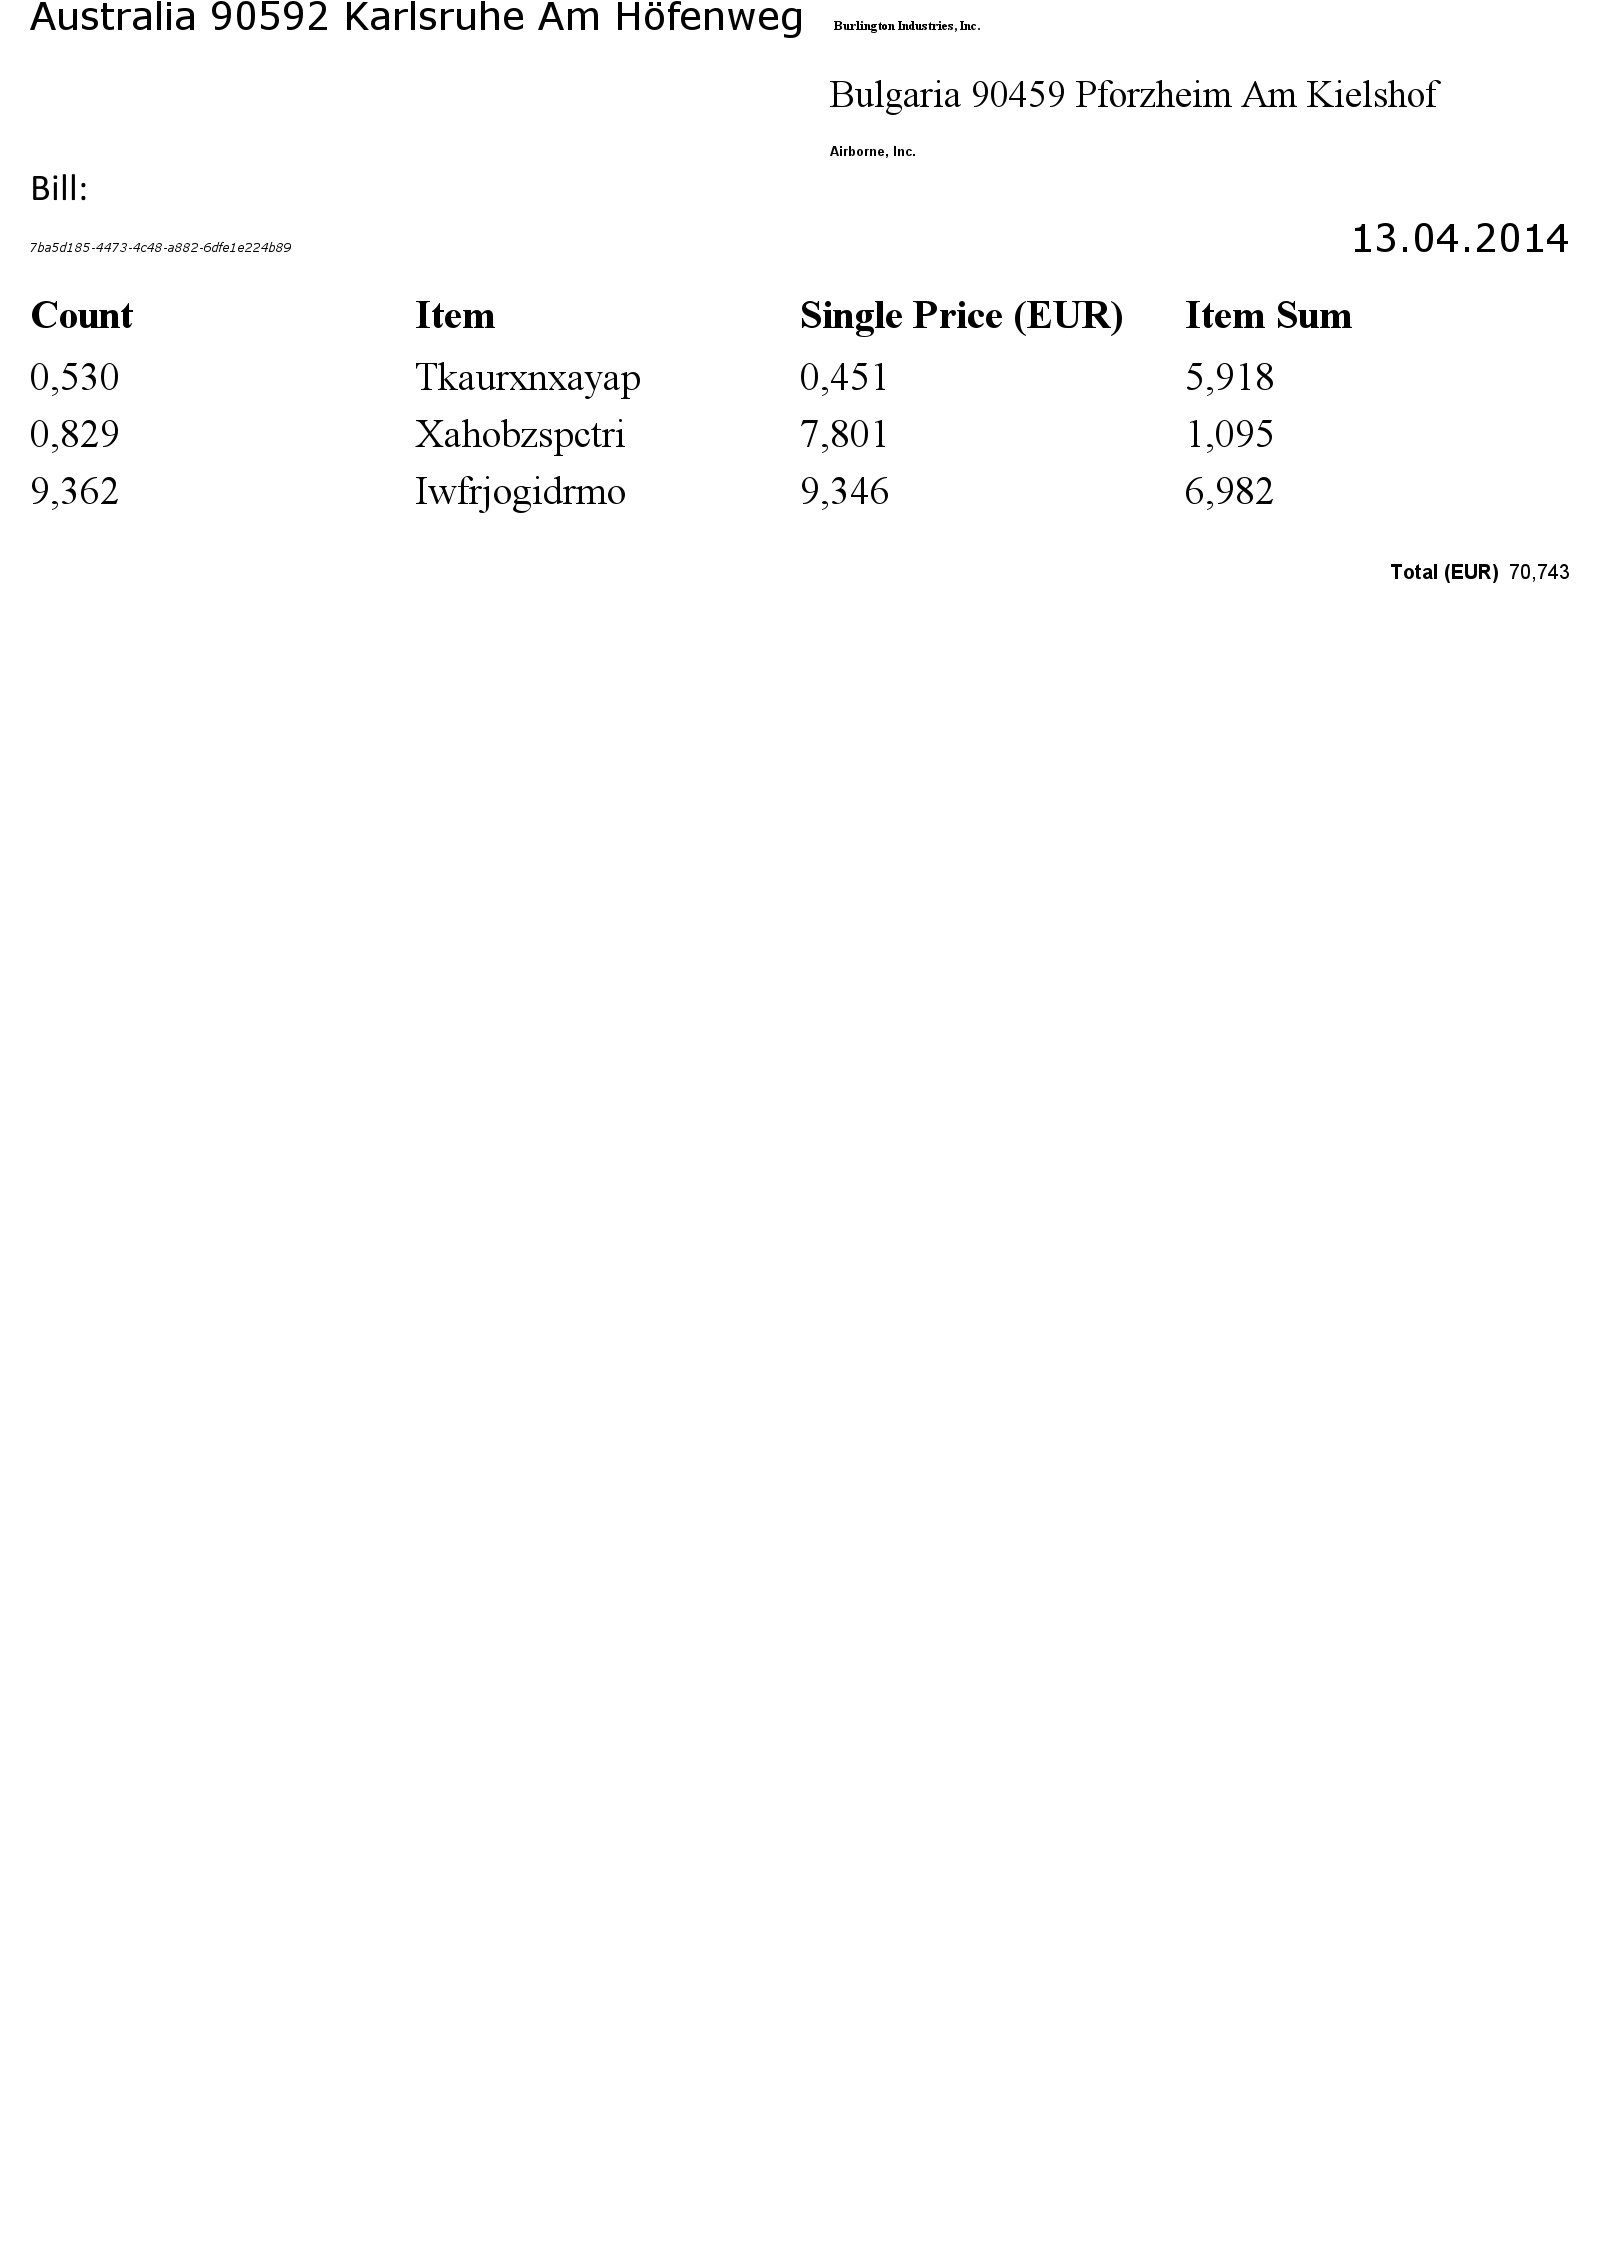 Australia 90592 Karlsruhe Am Höfenweg
Burlington Industries, Inc.
Bulgaria 90459 Pforzheim Am Kielshof
Airborne, Inc.
Bill:
7ba5d185-4473-4c48-a882-6dfe1e224b89
13.04.2014
Count Item Single Price (EUR) Item Sum
0,530 Tkaurxnxayap 0,451 5,918
0,829 Xahobzspctri 7,801 1,095
9,362 Iwfrjogidrmo 9,346 6,982
Total (EUR) 70,743